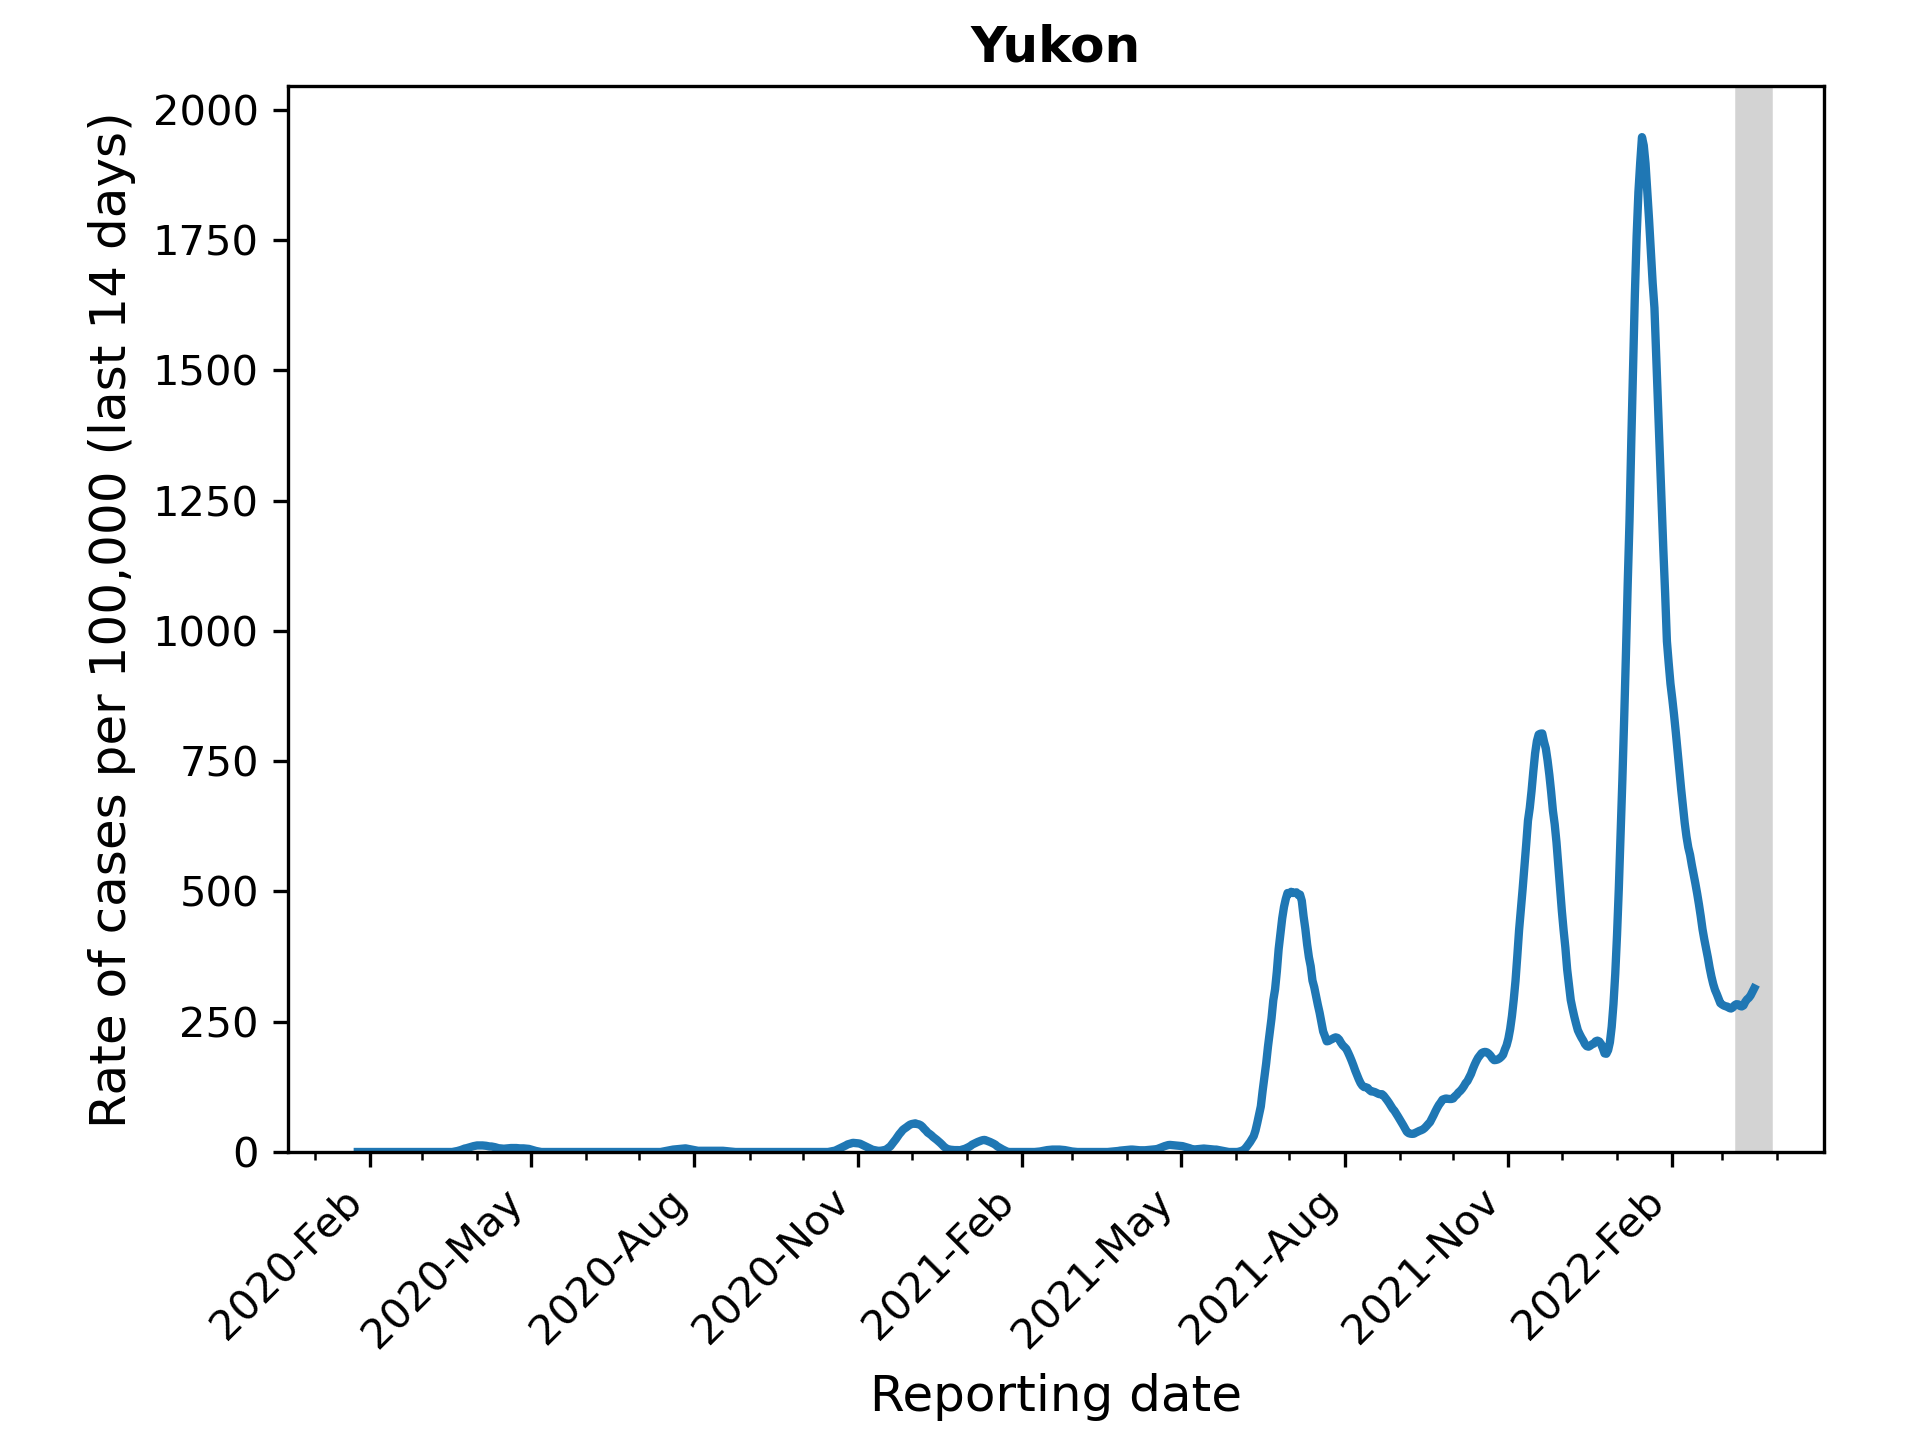 Yukon
Rate of cases per 100,000 (last 14 days)
2000
1750
1500
1250
1000
750
500
250
0
2020-Feb
2020-May
2020-Aug
2020-Nov
2021-Feb
2021-May
2021-Aug
2021-Nov
2022-Feb
Reporting date